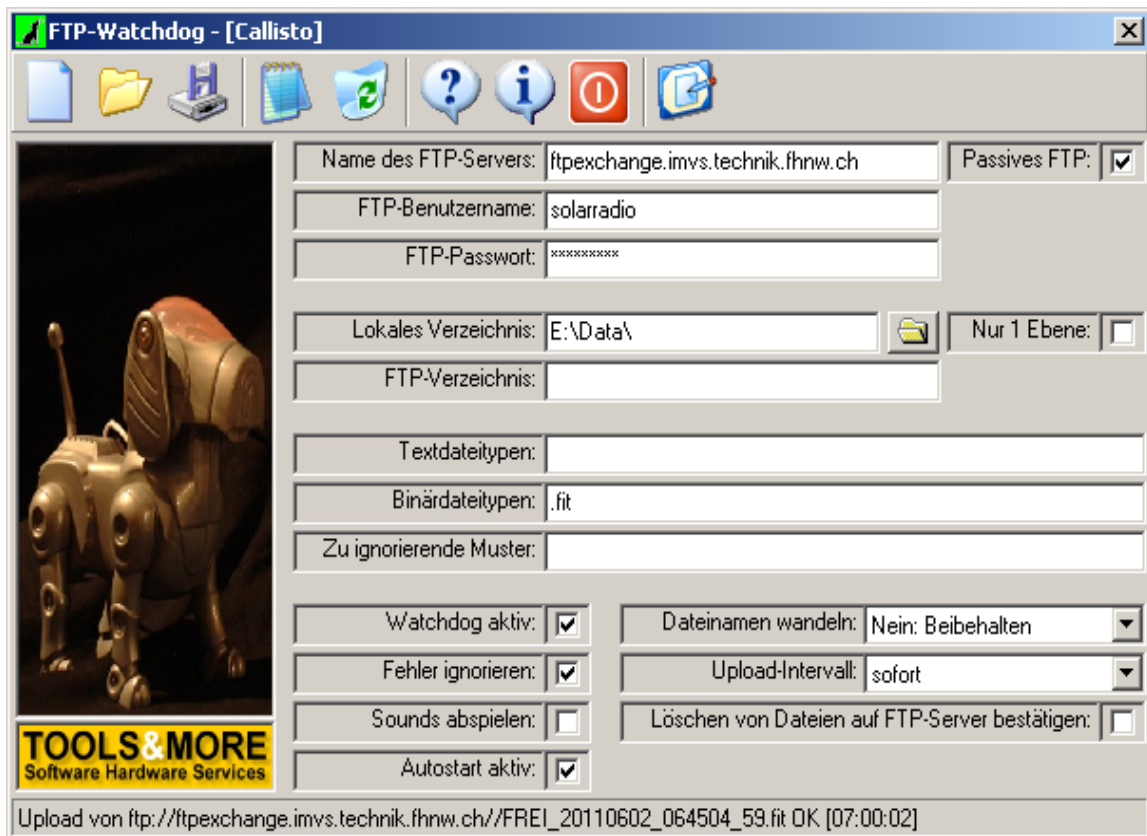 FTP-Watchdog - [Callisto]
Name des FTP-Servers: ftpexchange.imvs.technik.fhnw.ch Passives FTP:
FTP-Benutzername: solarradio
FTP-Passwort: *********
Lokales Verzeichnis: E:\Data\ Nur 1 Ebene:
FTP-Verzeichnis:
Textdateitypen:
Binärdateitypen: .fit
Zu ignorierende Muster:
Watchdog aktiv: Dateinamen wandeln: Nein: Beibehalten
Fehler ignorieren: Upload-Intervall: sofort
Sounds abspielen: Löschen von Dateien auf FTP-Server bestätigen:
Autostart aktiv:
TOOLS&MORE
Software Hardware Services
Upload von ftp://ftpexchange.imvs.technik.fhnw.ch//FREI_20110602_064504_59.fit OK [07:00:02]